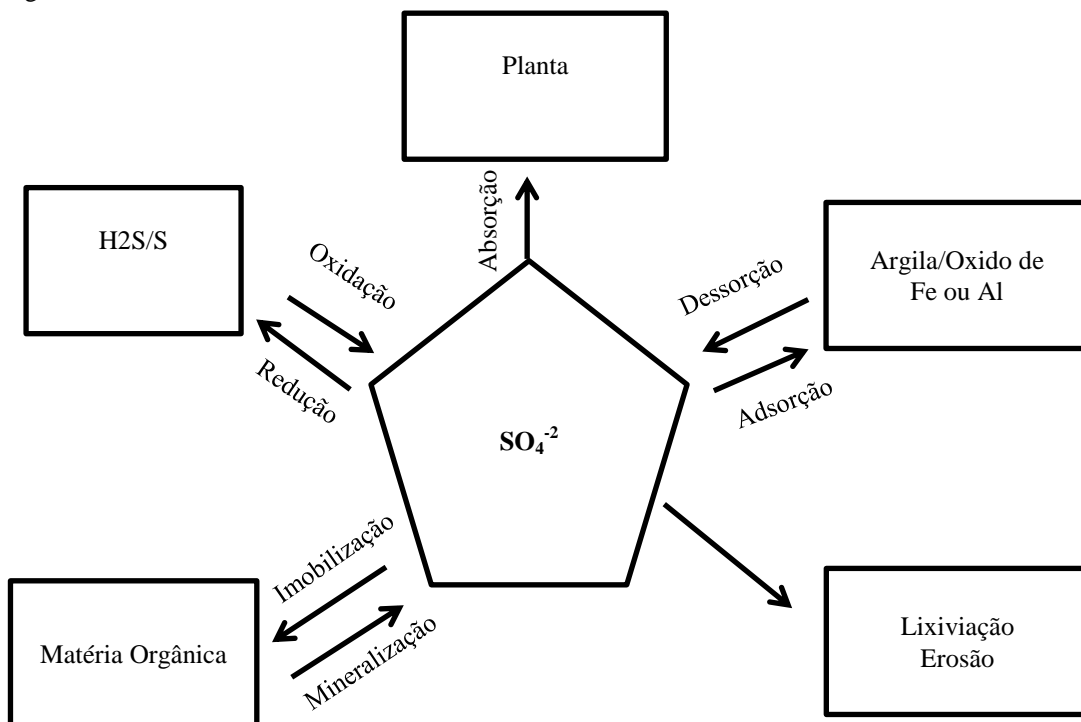 Planta
Absorção
H2S/S
Oxidação
Redução
Argila/Oxido de
Fe ou Al
Dessorção
Adsorção
SO₄⁻²
Imobilização
Mineralização
Matéria Orgânica
Lixiviação
Erosão